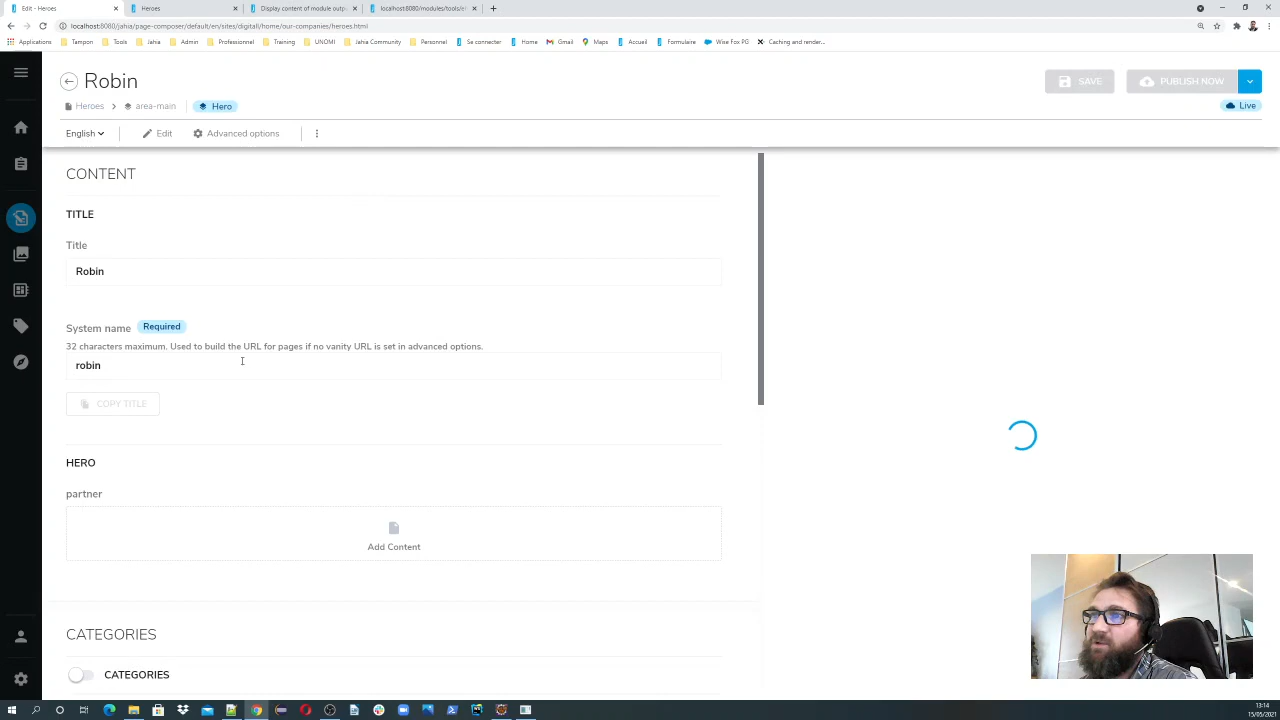 Edit - Heroes
Heroes
Display content of module outp
localhost:8080/modules/tools/e
localhost:8080/jahia/page-composer/default/en/sites/digitall/home/our-companies/heroes.html
Applications Tampon Tools Jahia Admin Professionnel Training UNOMI Jahia Community Personnel Se connecter Home Gmail Maps Accueil Formulaire Wise Fox PG Caching and render...
Robin
SAVE
PUBLISH NOW
Heroes
area-main
Hero
Live
English
Edit
Advanced options
CONTENT
TITLE
Title
Robin
System name Required
32 characters maximum. Used to build the URL for pages if no vanity URL is set in advanced options.
robin
COPY TITLE
HERO
partner
Add Content
CATEGORIES
CATEGORIES
13:14
15/05/2021